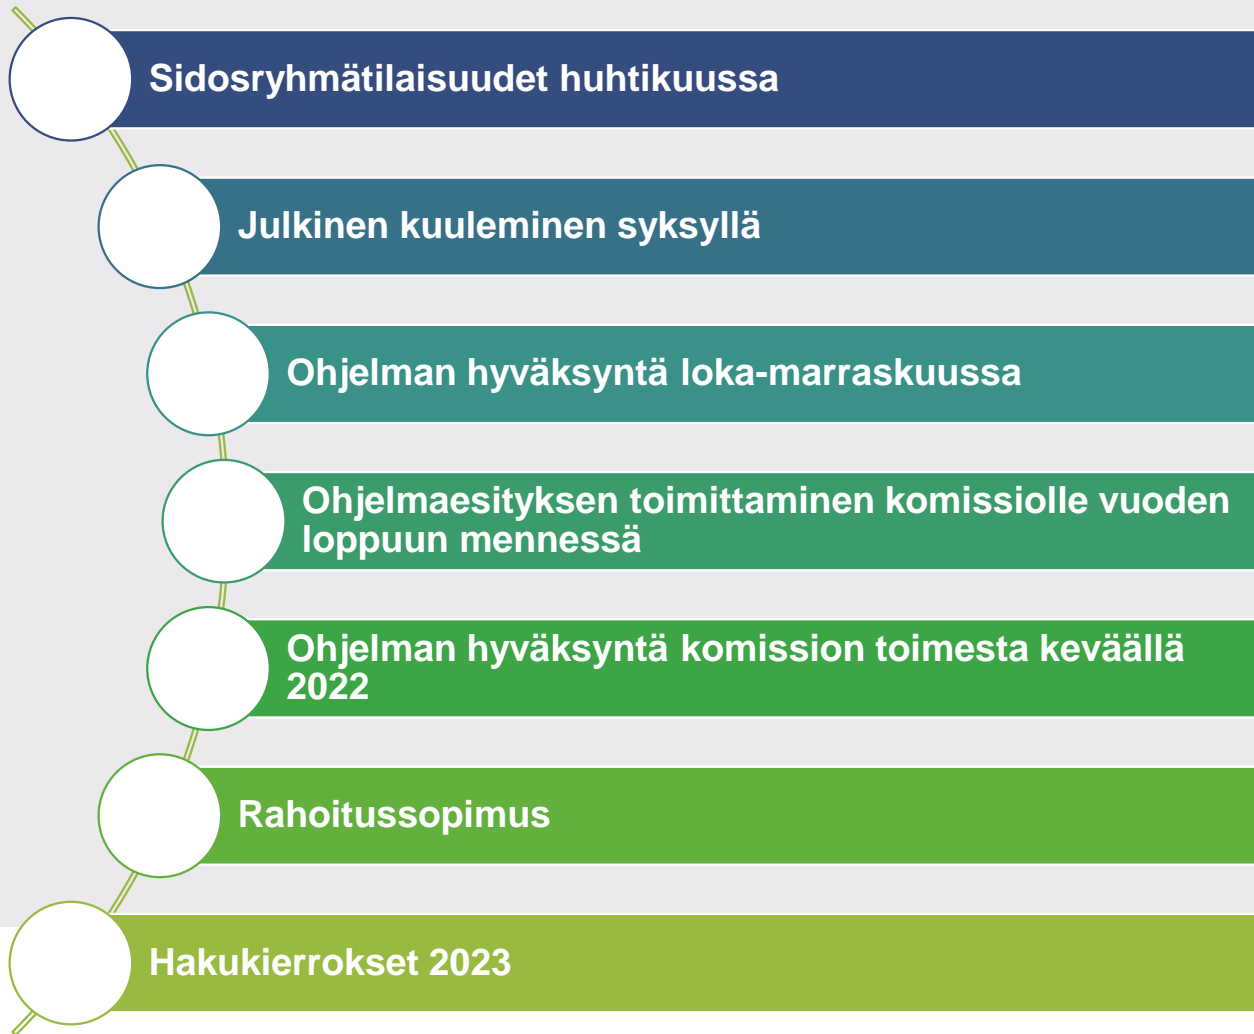 Sidosryhmätilaisuudet huhtikuussa
Julkinen kuuleminen syksyllä
Ohjelman hyväksyntä loka-marraskuussa
Ohjelmaesityksen toimittaminen komissiolle vuoden
loppuun mennessä
Ohjelman hyväksyntä komission toimesta keväällä
2022
Rahoitussopimus
Hakukierrokset 2023